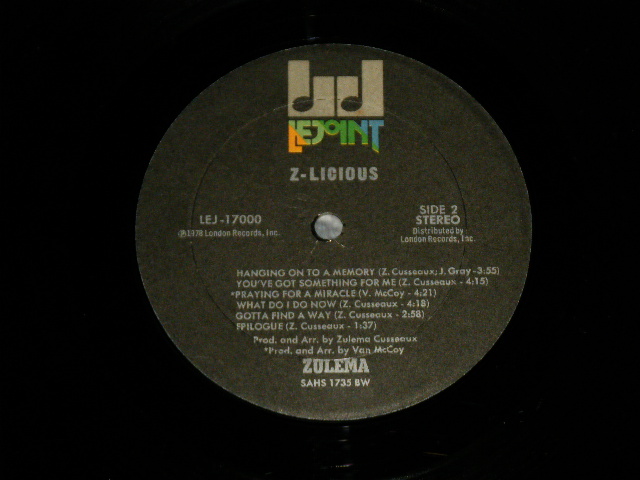 LEJOINT
Z-LICIOUS
LEJ-17000
℗1978 London Records, Inc.
SIDE 2
STEREO
Distributed by
London Records, Inc.
HANGING ON TO A MEMORY (Z. Cusseaux; J. Gray - 3:55)
YOU'VE GOT SOMETHING FOR ME (Z. Cusseaux - 4:15)
*PRAYING FOR A MIRACLE (V. McCoy - 4:21)
WHAT DO I DO NOW (Z. Cusseaux - 4:18)
GOTTA FIND A WAY (Z. Cusseaux - 2:58)
EPILOGUE (Z. Cusseaux - 1:37)
Prod. and Arr. by Zulema Cusseaux
*Prod. and Arr. by Van McCoy
ZULEMA
SAHS 1735 BW